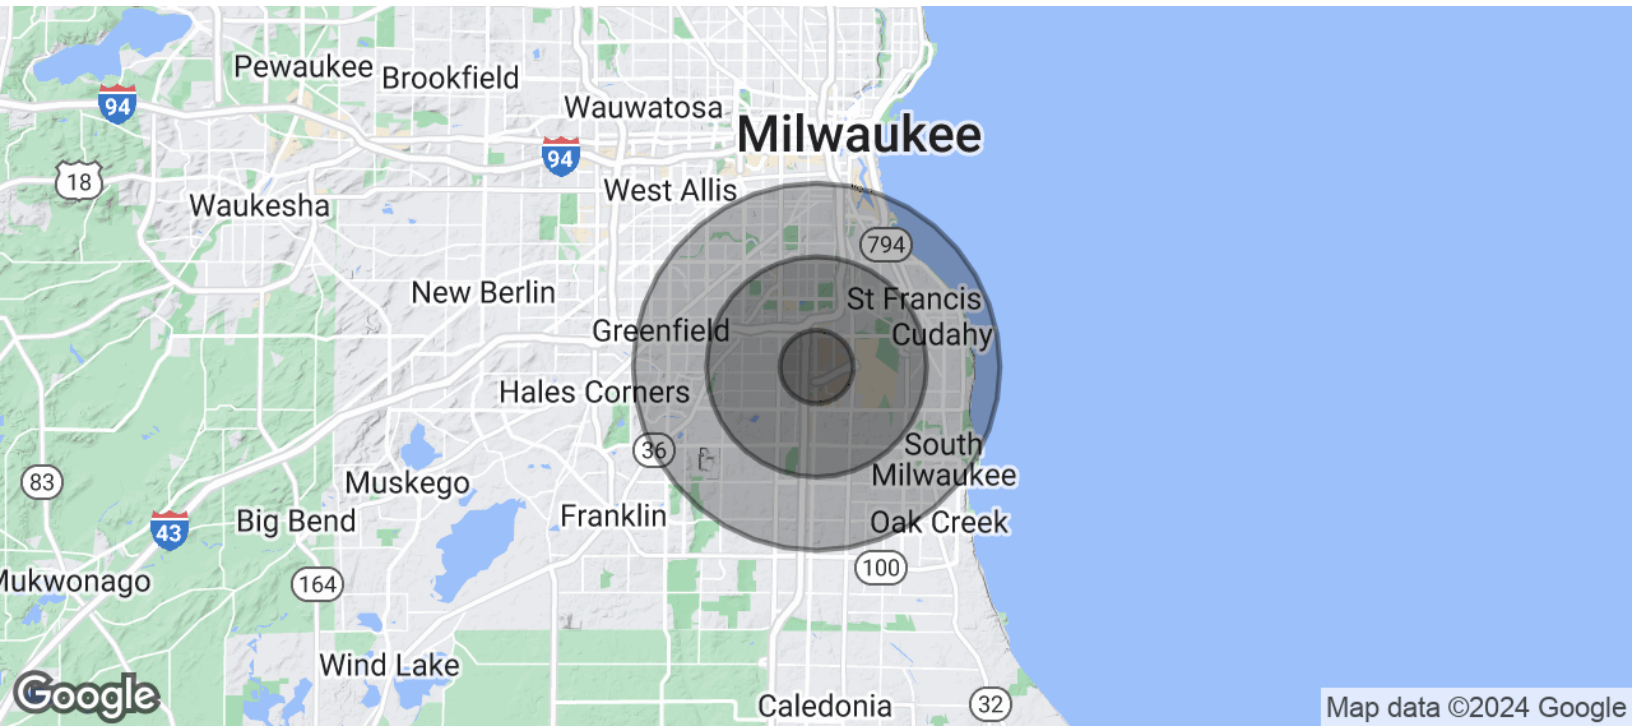 Pewaukee
Brookfield
94
Wauwatosa
Milwaukee
94
18
West Allis
Waukesha
794
New Berlin
St Francis
Greenfield
Cudahy
Hales Corners
36
South
Milwaukee
83
Muskego
Big Bend
Franklin
Oak Creek
43
100
Mukwonago
164
Wind Lake
Google
Caledonia
32
Map data ©2024 Google